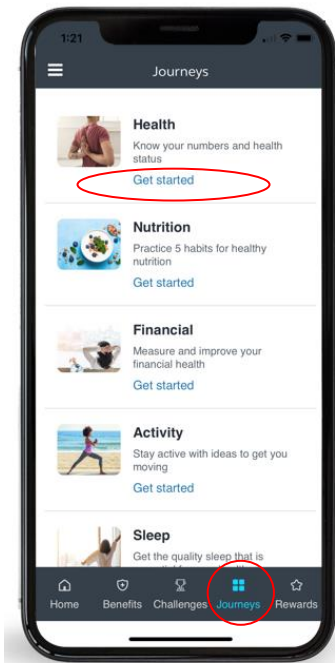 1:21
Journeys
Health
Know your numbers and health
status
Get started
Nutrition
Practice 5 habits for healthy
nutrition
Get started
Financial
Measure and improve your
financial health
Get started
Activity
Stay active with ideas to get you
moving
Get started
Sleep
Get the quality sleep that is
Home Benefits Challenges Journeys Rewards